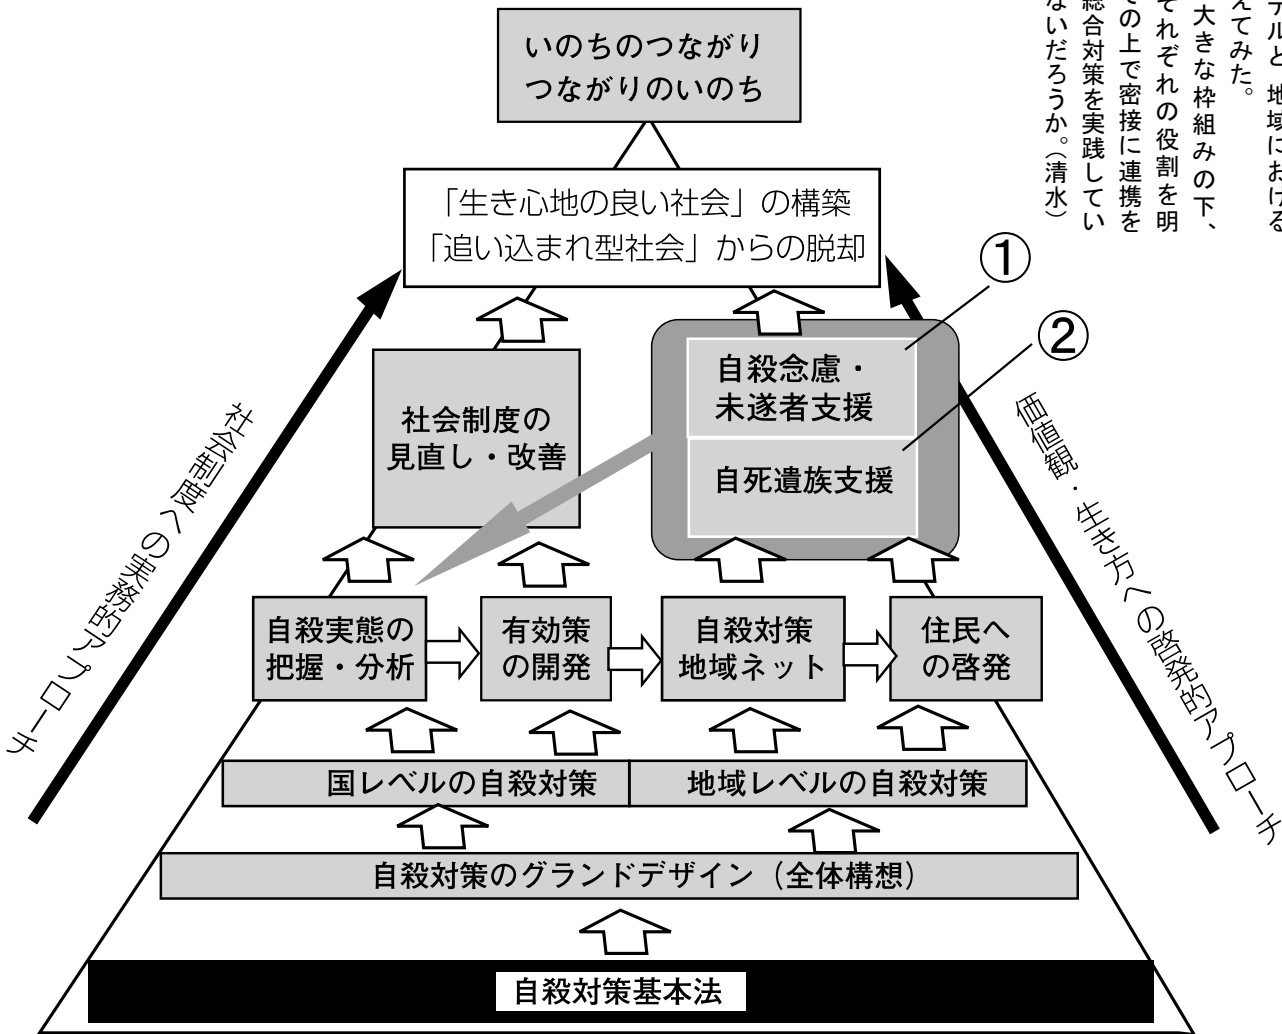 デルと 地域における
えてみた。
大きな枠組みの下、
それぞれの役割を明
の上で密接に連携を
総合対策を実践してい
ないだろうか。(清水)
いのちのつながり
つながりのいのち
「生き心地の良い社会」の構築
「追い込まれ型社会」からの脱却
①
②
自殺念慮・
未遂者支援
自死遺族支援
社会制度の
見直し・改善
社会制度への実務的アプローチ
価値観・生き方への啓発的アプローチ
自殺実態の
把握・分析
有効策
の開発
自殺対策
地域ネット
住民へ
の啓発
国レベルの自殺対策
地域レベルの自殺対策
自殺対策のグランドデザイン（全体構想）
自殺対策基本法